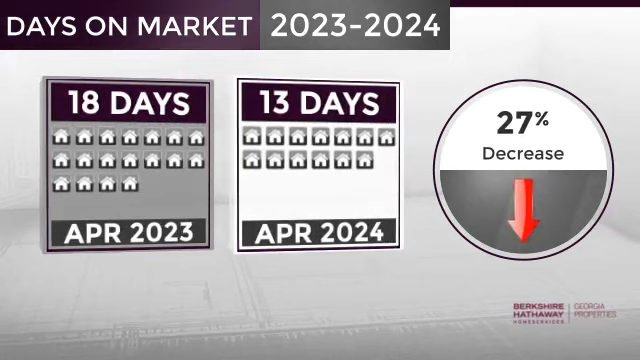 DAYS ON MARKET 2023-2024
18 DAYS
APR 2023
13 DAYS
APR 2024
27%
Decrease
BERKSHIRE
HATHAWAY
HOMESERVICES
GEORGIA
PROPERTIES